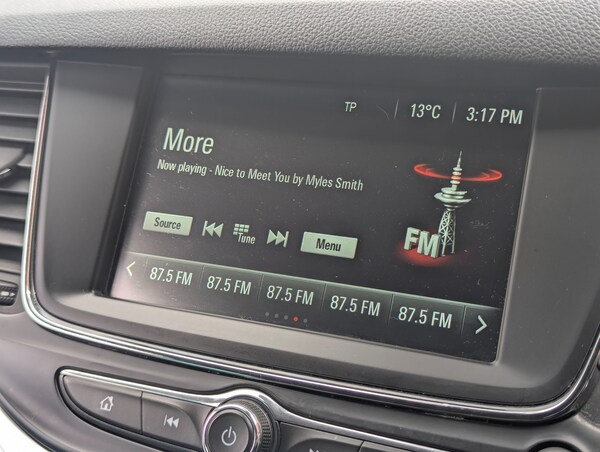 TP 13°C 3:17 PM
More
Now playing - Nice to Meet You by Myles Smith
FM
Source Tune Menu
87.5 FM 87.5 FM 87.5 FM 87.5 FM 87.5 FM